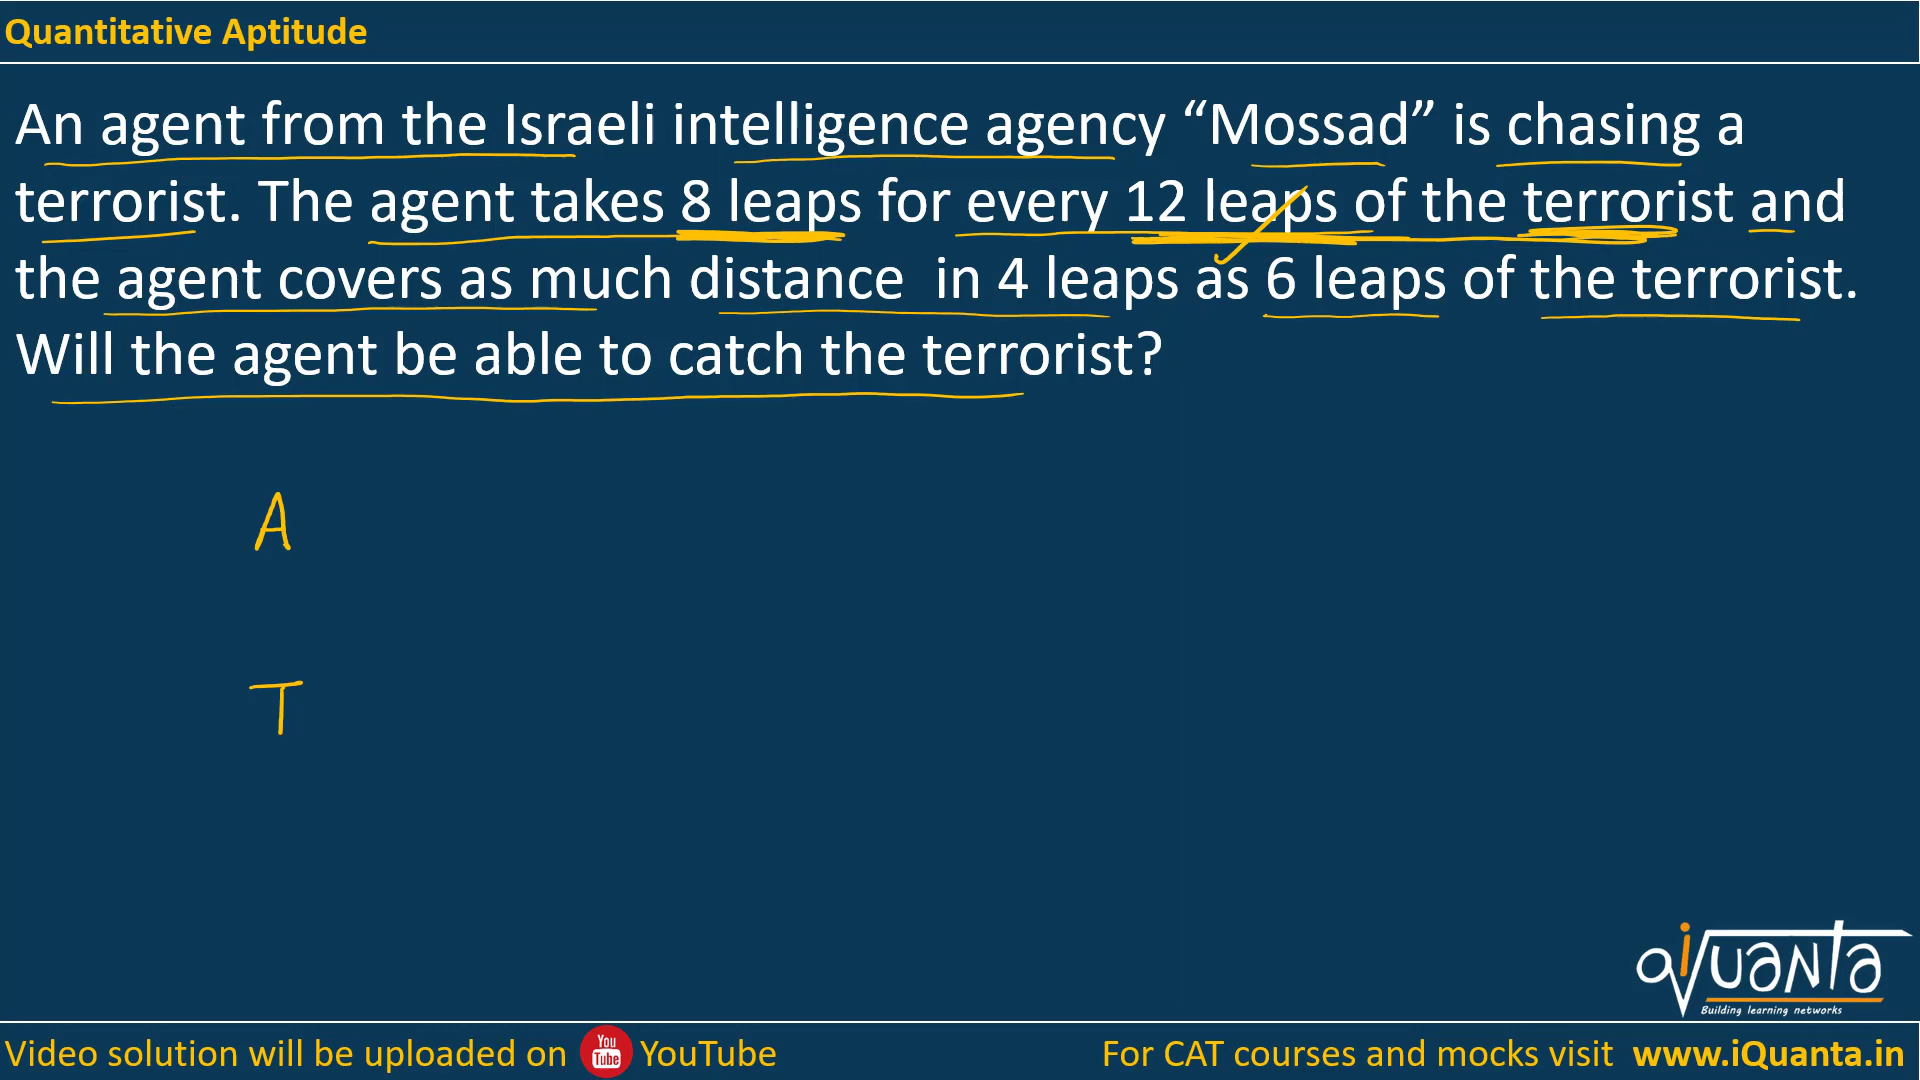 Quantitative Aptitude
An agent from the Israeli intelligence agency “Mossad” is chasing a
terrorist. The agent takes 8 leaps for every 12 leaps of the terrorist and
the agent covers as much distance  in 4 leaps as 6 leaps of the terrorist.
Will the agent be able to catch the terrorist?
A
T
iQuanta
Building learning networks
Video solution will be uploaded on You Tube YouTube
For CAT courses and mocks visit www.iQuanta.in